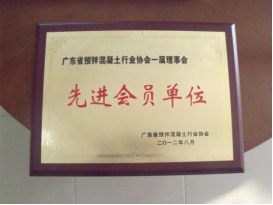 广东省预拌混凝土行业协会一届理事会
先进会员单位
广东省预拌混凝土行业协会
二〇一二年八月